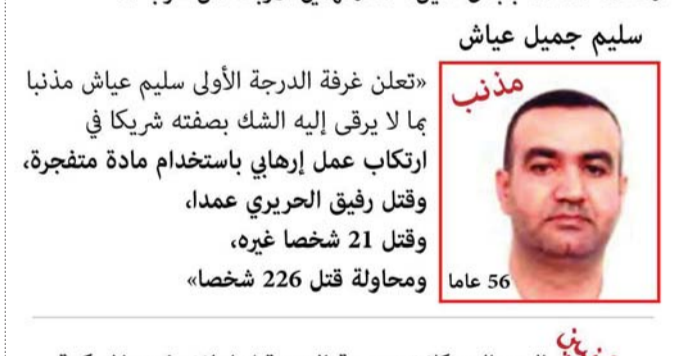 سليم جميل عياش
مذنب
«تعلن غرفة الدرجة الأولى سليم عياش مذنبا
بما لا يرقى إليه الشك بصفته شريكا في
ارتكاب عمل إرهابي باستخدام مادة متفجرة،
وقتل رفيق الحريري عمدا،
وقتل 21 شخصا غيره،
ومحاولة قتل 226 شخصا»
56 عاما